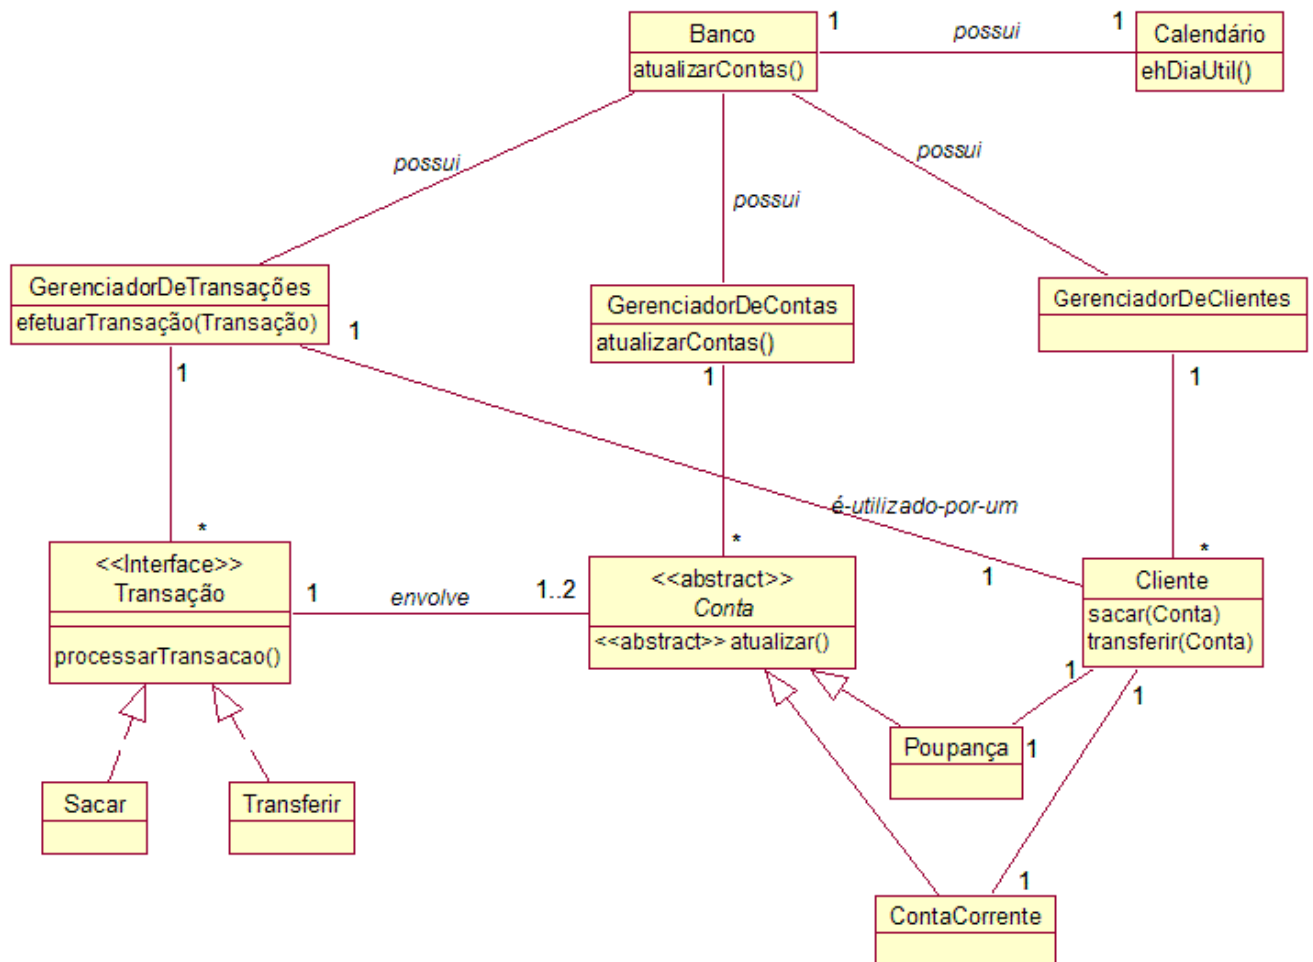 Banco
atualizarContas()
1
possui
1
Calendário
ehDiaUtil()
possui
possui
possui
GerenciadorDeTransações
efetuarTransação(Transação)
1
1
GerenciadorDeContas
atualizarContas()
1
GerenciadorDeClientes
1
é-utilizado-por-um
*
*
*
<<Interface>>
Transação
processarTransacao()
1
envolve
1..2
<<abstract>>
Conta
<<abstract>> atualizar()
1
Cliente
sacar(Conta)
transferir(Conta)
1
1
Poupança
1
Sacar
Transferir
1
ContaCorrente